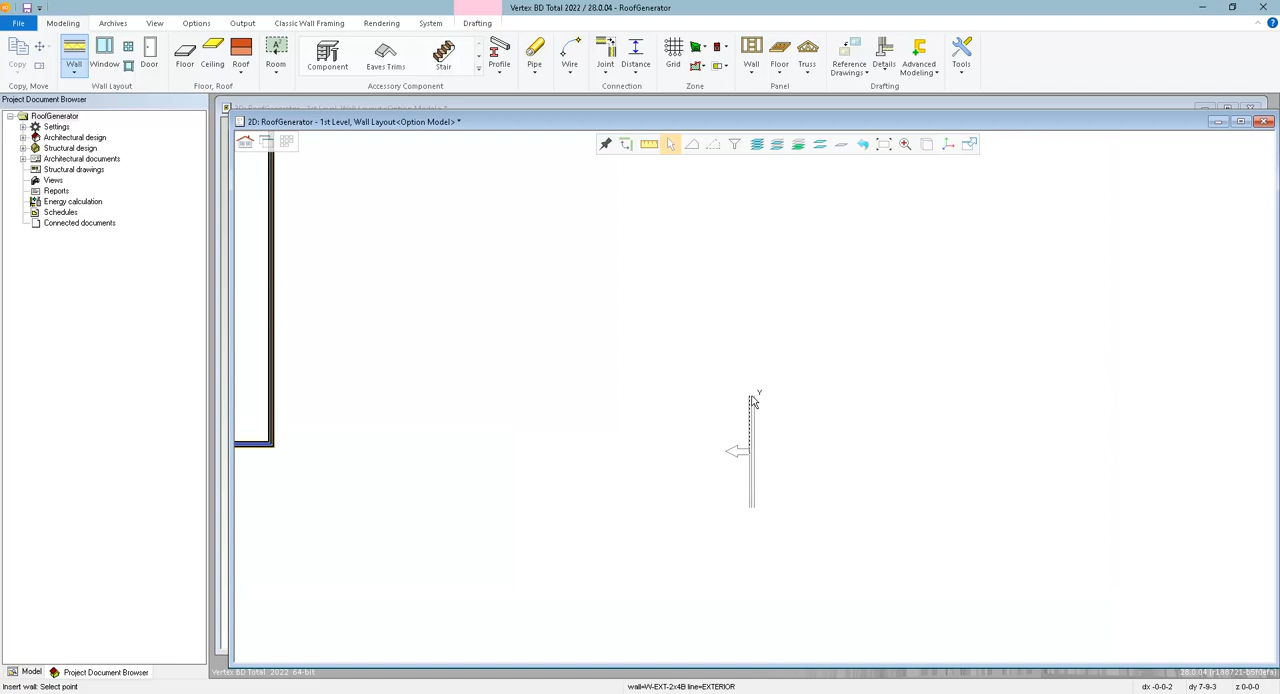 Vertex BD Total 2022 / 28.0.04 - RoofGenerator
File Modeling Archives View Options Output Classic Wall Framing Rendering System Drafting
Copy Wall Window Door Floor Ceiling Roof Room Component Eaves Trims Stair Profile Pipe Wire Joint Distance Grid Wall Floor Truss Reference Drawings Details Advanced Modeling Tools
Copy, Move Wall Layout Floor, Roof Accessory Component Connection Zone Panel Drafting
Project Document Browser
2D: RoofGenerator - 1st Level, Wall Layout<Option Model> *
RoofGenerator
Settings
Architectural design
Structural design
Architectural documents
Structural drawings
Views
Reports
Energy calculation
Schedules
Connected documents
Y
Model Project Document Browser
Vertex BD Total 2022 64-bit
Insert wall: Select point wall=W-EXT-2x4B line=EXTERIOR dx -0-0-2 dy 7-9-3 z 0-0-0